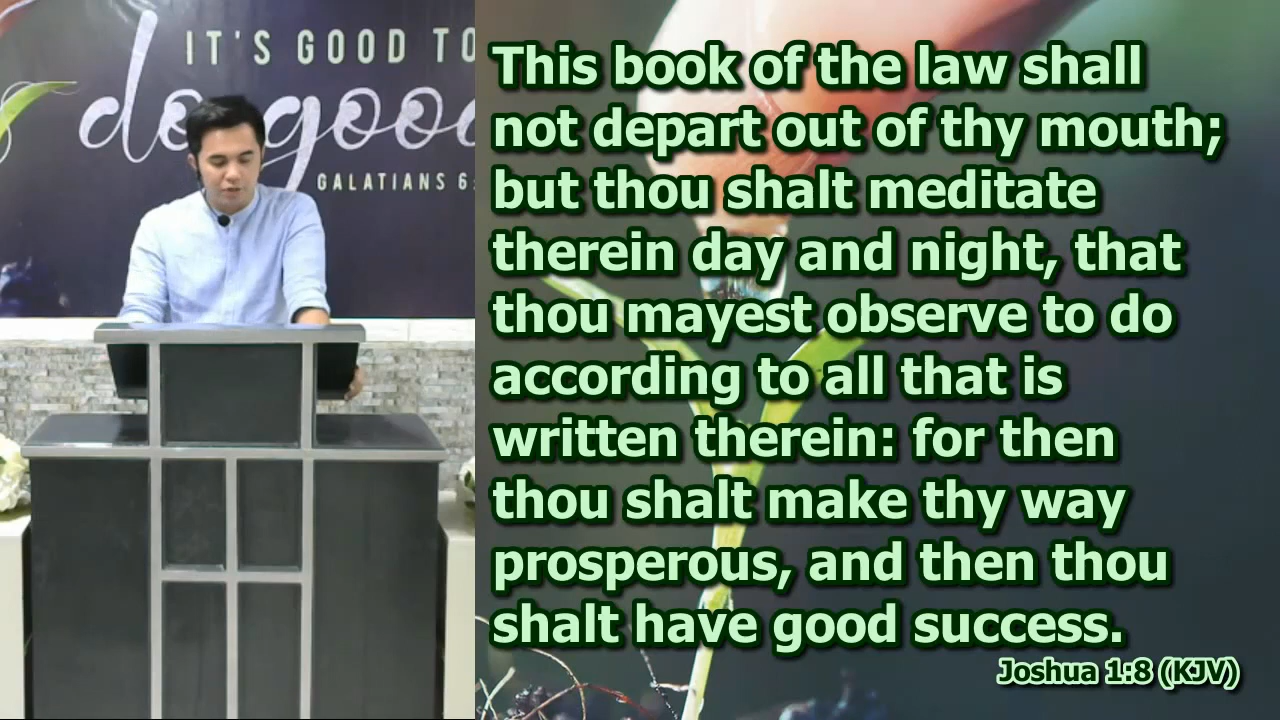 IT'S GOOD TO
do good
GALATIANS 6:
This book of the law shall
not depart out of thy mouth;
but thou shalt meditate
therein day and night, that
thou mayest observe to do
according to all that is
written therein: for then
thou shalt make thy way
prosperous, and then thou
shalt have good success.
Joshua 1:8 (KJV)